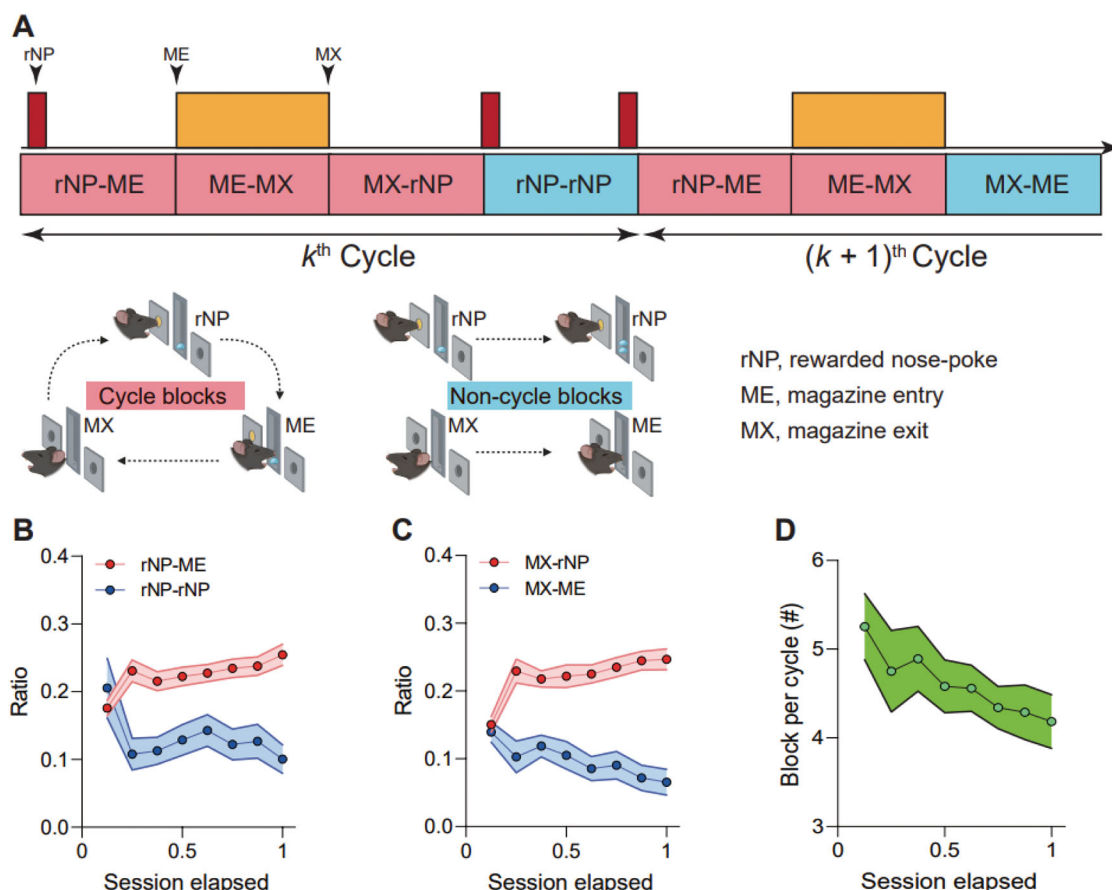 A
rNP ME MX
rNP-ME ME-MX MX-rNP rNP-rNP rNP-ME ME-MX MX-ME
kth Cycle (k + 1)th Cycle
rNP rNP rNP
Cycle blocks Non-cycle blocks
MX ME MX ME
rNP, rewarded nose-poke
ME, magazine entry
MX, magazine exit
B
rNP-ME
rNP-rNP
Ratio
0.4
0.3
0.2
0.1
0.0
0 0.5 1
Session elapsed
C
MX-rNP
MX-ME
Ratio
0.4
0.3
0.2
0.1
0.0
0 0.5 1
Session elapsed
D
Block per cycle (#)
6
5
4
3
0 0.5 1
Session elapsed